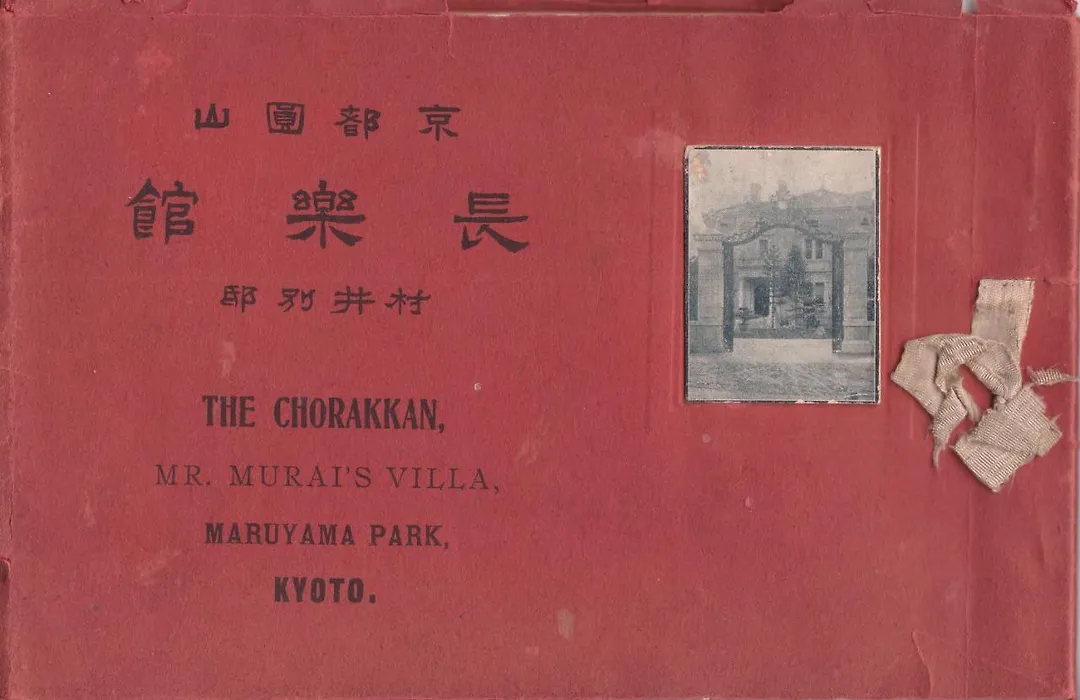 京都圓山
長樂館
村井別邸
THE CHORAKKAN,
MR. MURAI'S VILLA,
MARUYAMA PARK,
KYOTO.